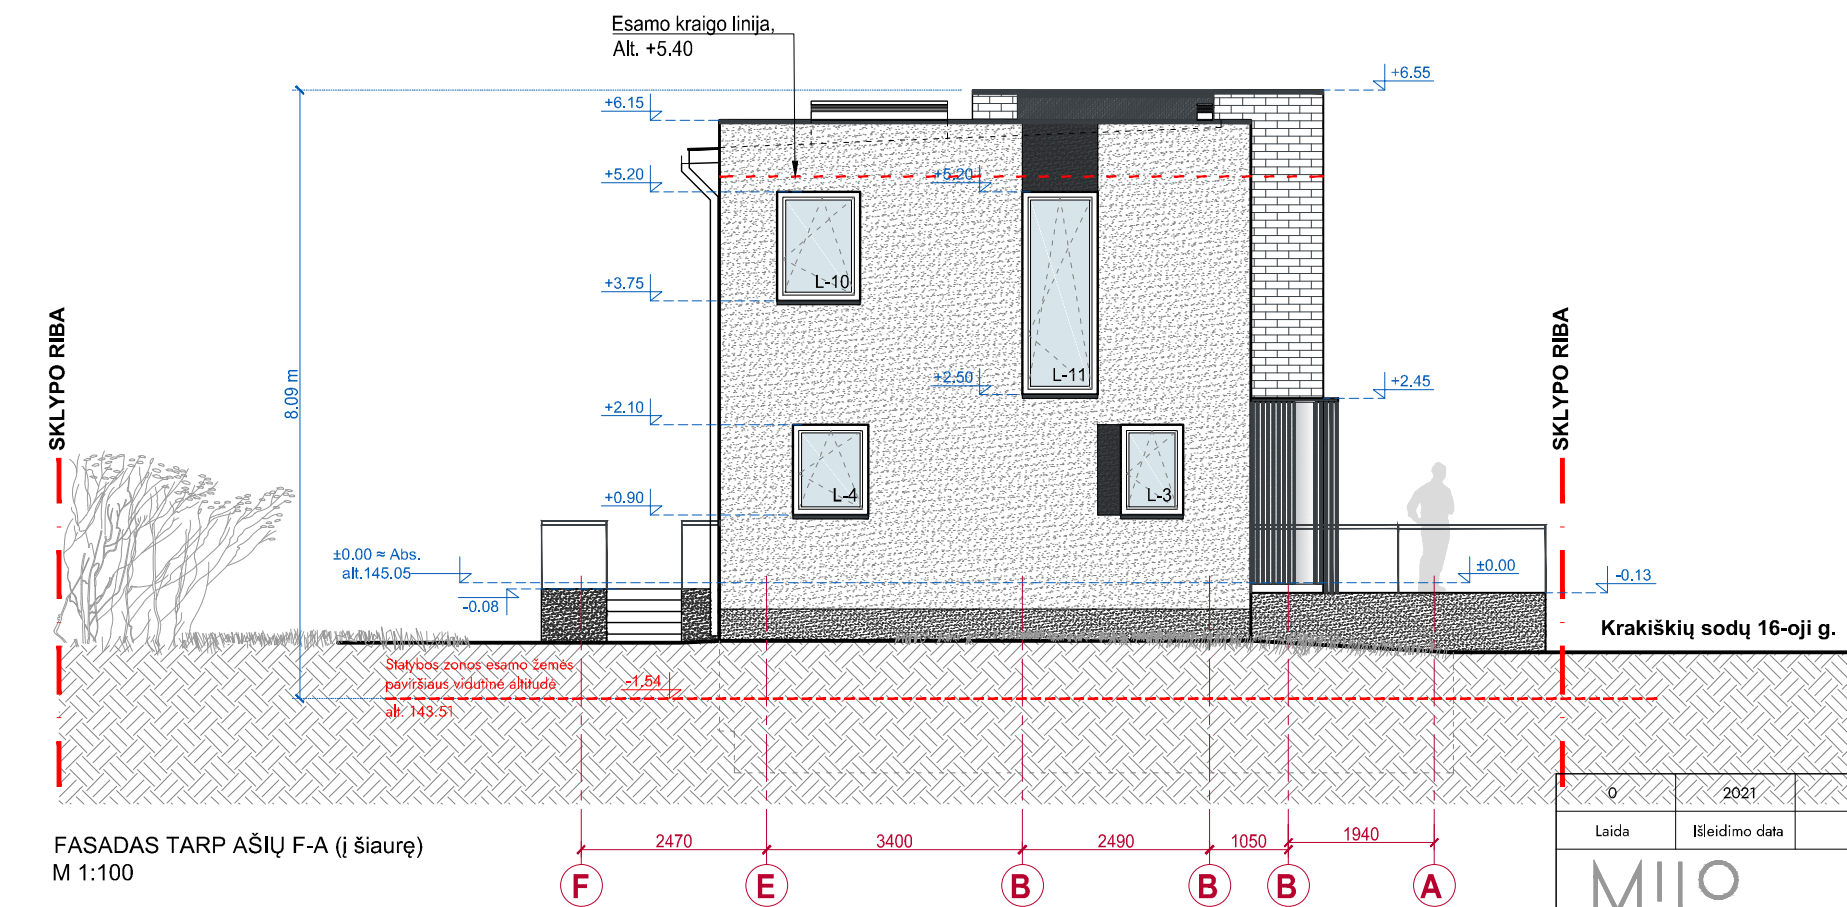 Esamo kraigo linija,
Alt. +5.40
+6.55
+6.15
+5.20
+5.20
+3.75
L-10
L-11
+2.50
+2.45
+2.10
L-4
L-3
+0.90
8.09 m
SKLYPO RIBA
SKLYPO RIBA
±0.00 ≈ Abs.
alt.145.05
±0.00
-0.13
-0.08
Krakiškių sodų 16-oji g.
Statybos zonos esamo žemės
paviršiaus vidutinė altitudė
-1.54
alt. 143.51
0 2021
Laida Išleidimo data
FASADAS TARP AŠIŲ F-A (į šiaurę)
M 1:100
2470 3400 2490 1050 1940
F E B B B A
MIJO